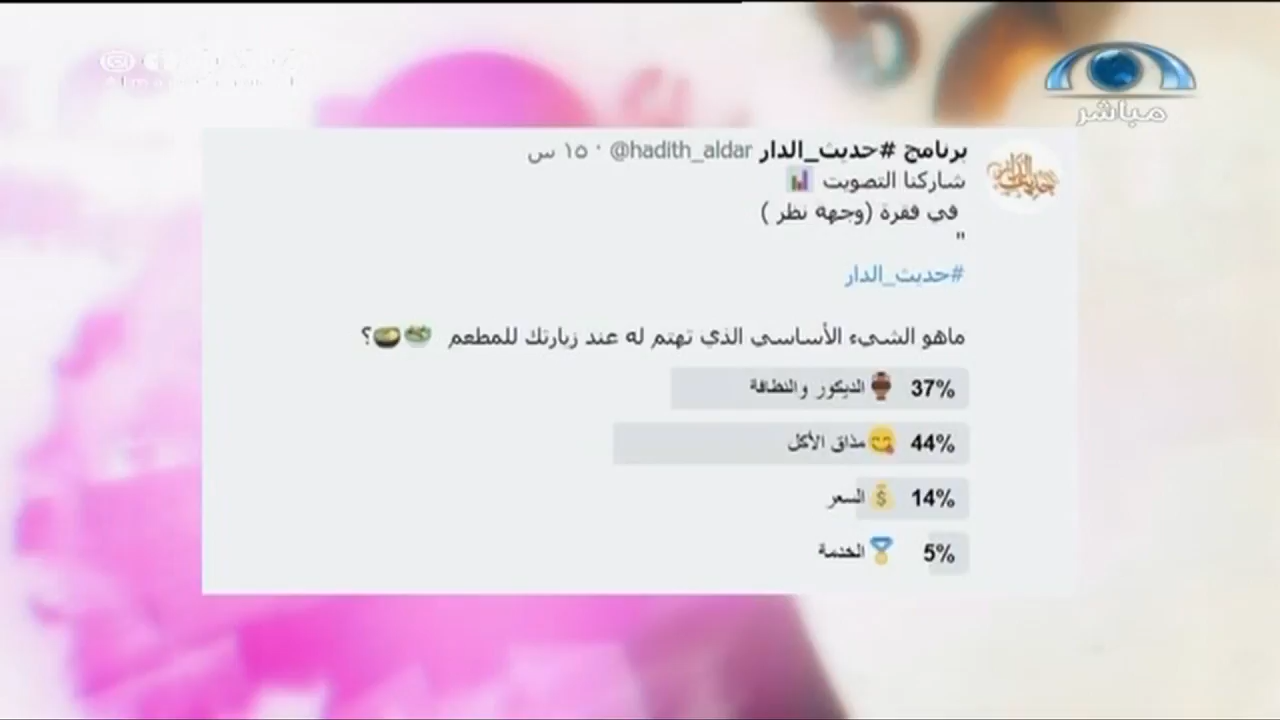 مباشر
برنامج #حديث_الدار @hadith_aldar · ١٥ س
شاركنا التصويت 📊
في فقرة (وجهة نظر )
"
#حديث_الدار
ماهو الشيء الأساسي الذي تهتم له عند زيارتك للمطعم 🥗🍲؟
37% 🏺الديكور والنظافة
44% 😋مذاق الأكل
14% 💰السعر
5% 🏅الخدمة